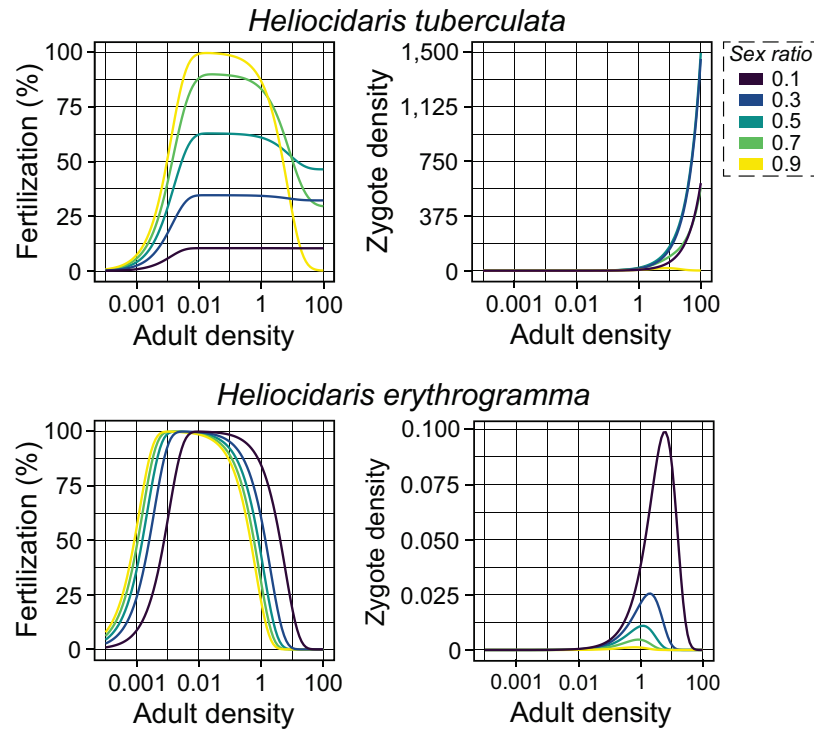 Heliocidaris tuberculata
Fertilization (%)
100
75
50
25
0
0.001 0.01 1 100
Adult density
Zygote density
1,500
1,125
750
375
0
0.001 0.01 1 100
Adult density
Sex ratio
0.1
0.3
0.5
0.7
0.9
Heliocidaris erythrogramma
Fertilization (%)
100
75
50
25
0
0.001 0.01 1 100
Adult density
Zygote density
0.100
0.075
0.050
0.025
0
0.001 0.01 1 100
Adult density